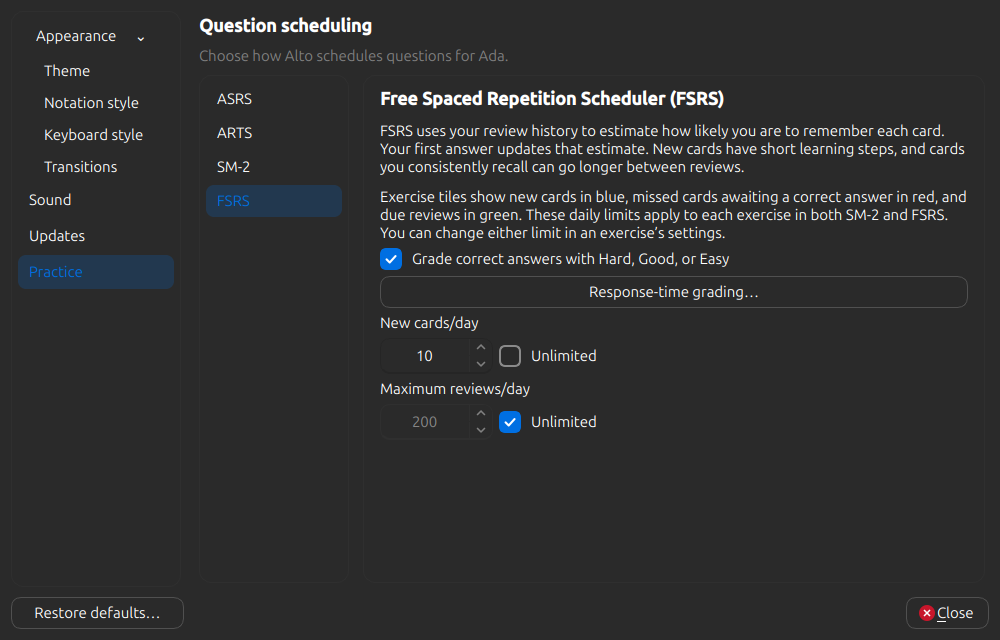 Appearance
Theme
Notation style
Keyboard style
Transitions
Sound
Updates
Practice
Question scheduling
Choose how Alto schedules questions for Ada.
ASRS
ARTS
SM-2
FSRS
Free Spaced Repetition Scheduler (FSRS)
FSRS uses your review history to estimate how likely you are to remember each card.
Your first answer updates that estimate. New cards have short learning steps, and cards
you consistently recall can go longer between reviews.
Exercise tiles show new cards in blue, missed cards awaiting a correct answer in red, and
due reviews in green. These daily limits apply to each exercise in both SM-2 and FSRS.
You can change either limit in an exercise’s settings.
Grade correct answers with Hard, Good, or Easy
Response-time grading…
New cards/day
10
Unlimited
Maximum reviews/day
200
Unlimited
Restore defaults…
Close